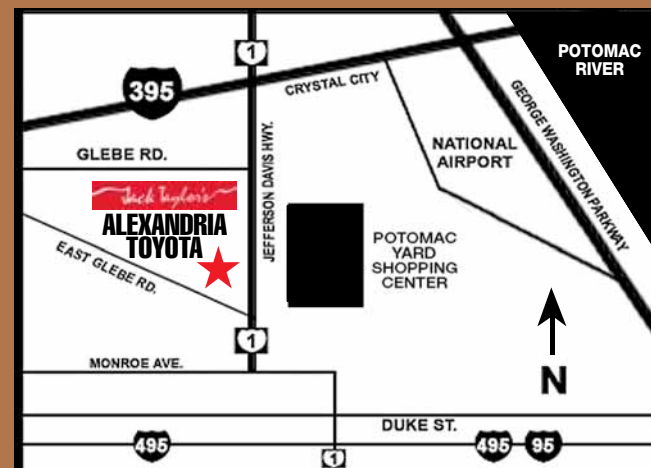 1
POTOMAC
RIVER
395
CRYSTAL CITY
GEORGE WASHINGTON PARKWAY
NATIONAL
AIRPORT
GLEBE RD.
JEFFERSON DAVIS HWY.
Jack Taylor's
ALEXANDRIA
TOYOTA
EAST GLEBE RD.
POTOMAC
YARD
SHOPPING
CENTER
1
MONROE AVE.
N
DUKE ST.
495
1
495
95